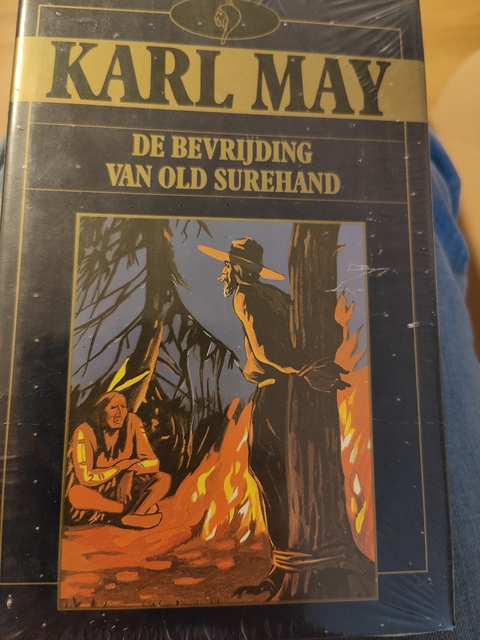 KARL MAY
DE BEVRIJDING
VAN OLD SUREHAND